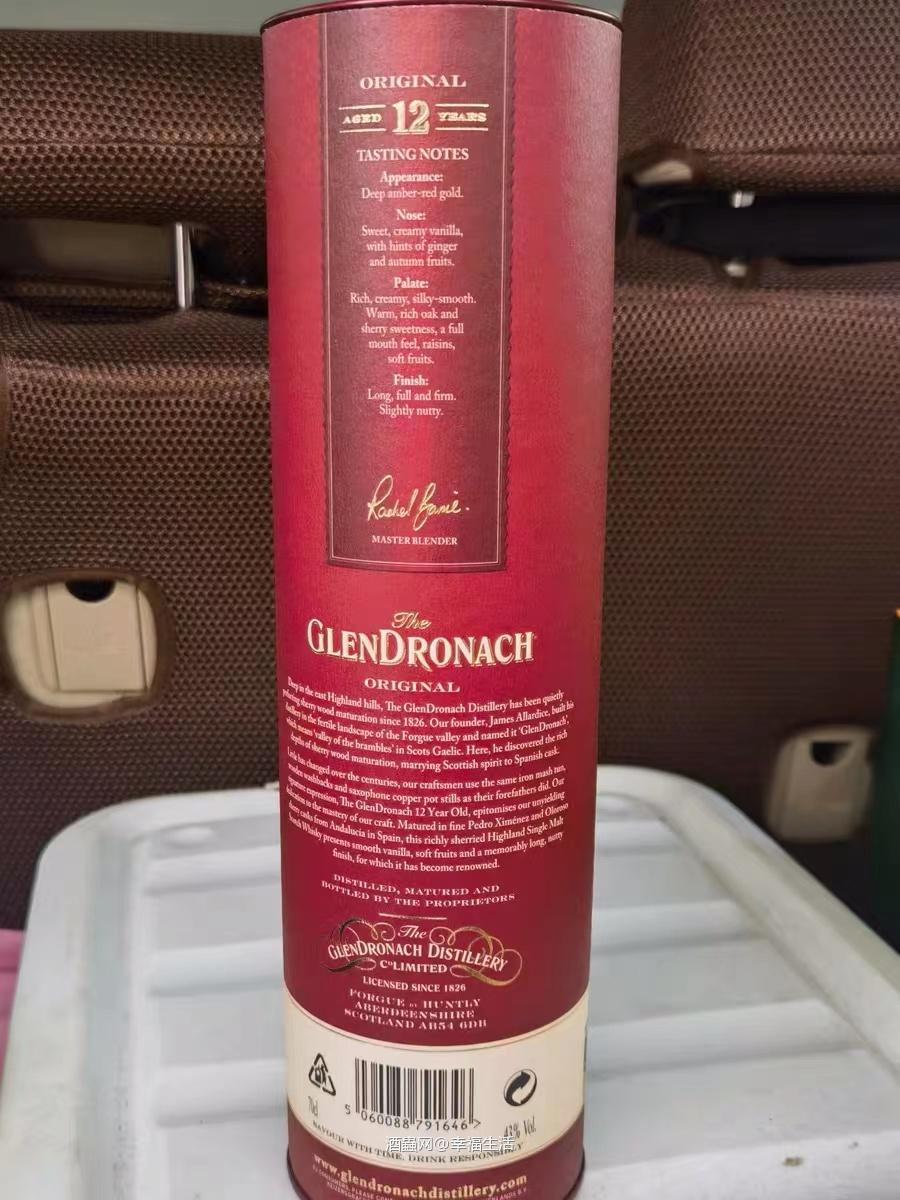 ORIGINAL
AGED 12 YEARS
TASTING NOTES
Appearance:
Deep amber-red gold.
Nose:
Sweet, creamy vanilla,
with hints of ginger
and autumn fruits.
Palate:
Rich, creamy, silky-smooth.
Warm, rich oak and
sherry sweetness, a full
mouth feel, raisins,
soft fruits.
Finish:
Long, full and firm.
Slightly nutty.
Rachel Barrie.
MASTER BLENDER
The
GLENDRONACH
ORIGINAL
Deep in the east Highland hills, The GlenDronach Distillery has been quietly
perfecting sherry wood maturation since 1826. Our founder, James Allardice, built his
distillery in the fertile landscape of the Forgue valley and named it 'GlenDronach',
which means 'valley of the brambles' in Scots Gaelic. Here, he discovered the rich
depths of sherry wood maturation, marrying Scottish spirit to Spanish cask.
Little has changed over the centuries, our craftsmen use the same iron mash tun,
wooden washbacks and saxophone copper pot stills as their forefathers did. Our
signature expression, The GlenDronach 12 Year Old, epitomises our unyielding
dedication to the mastery of our craft. Matured in fine Pedro Ximénez and Oloroso
sherry casks from Andalucia in Spain, this richly sherried Highland Single Malt
Scotch Whisky presents smooth vanilla, soft fruits and a memorably long, nutty
finish, for which it has become renowned.
DISTILLED, MATURED AND
BOTTLED BY THE PROPRIETORS
The
GLENDRONACH DISTILLERY
Co LIMITED
LICENSED SINCE 1826
FORGUE by HUNTLY
ABERDEENSHIRE
SCOTLAND AB54 6DB
70cl
5 060088 791646 >
43% Vol.
SAVOUR WITH TIME. DRINK RESPONSIBLY
酒蟲网@幸福生活
www.glendronachdistillery.com